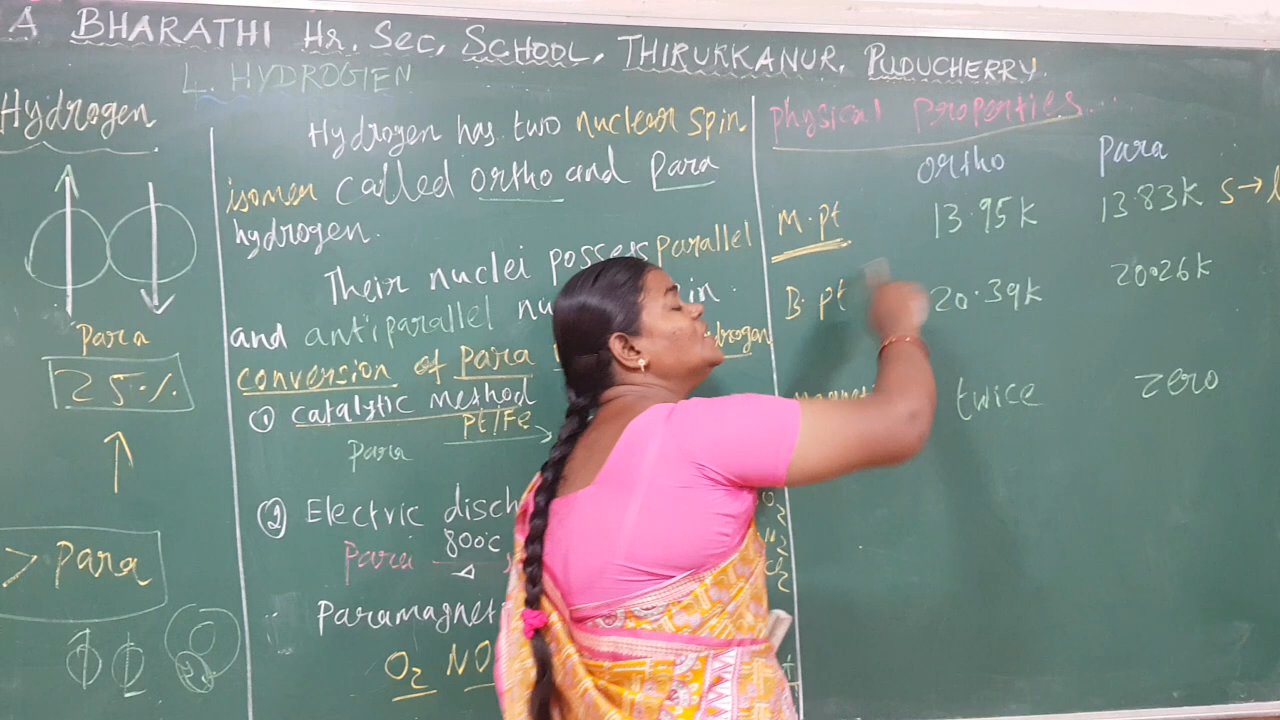 A BHARATHI Hr. Sec, SCHOOL, THIRUKKANUR, PUDUCHERRY.
4. HYDROGEN
Hydrogen
Para
25%
> Para
Hydrogen has two nuclear spin
isomer called ortho and Para
hydrogen.
Their nuclei possess parallel
and antiparallel
conversion of para
① catalytic method
Pt/Fe
Para
② Electric
800°C
Para
O2 NO
Physical Properties...
ortho Para
M.pt 13.95K 13.83K S→l
B.pt 20.39K 20.26K
twice zero